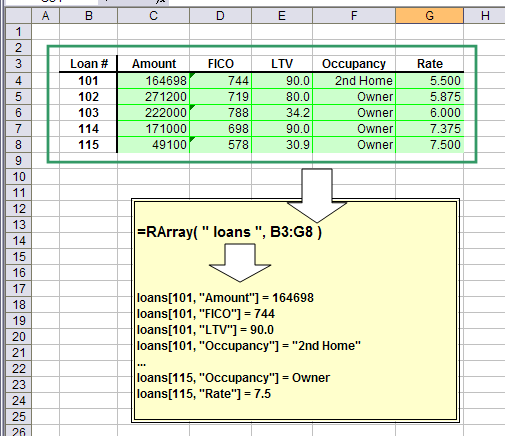 A B C D E F G H
1
2
3 Loan # Amount FICO LTV Occupancy Rate
4 101 164698 744 90.0 2nd Home 5.500
5 102 271200 719 80.0 Owner 5.875
6 103 222000 788 34.2 Owner 6.000
7 114 171000 698 90.0 Owner 7.375
8 115 49100 578 30.9 Owner 7.500
9
10
11
12
13
14 =RArray( " loans ", B3:G8 )
15
16
17
18 loans[101, "Amount"] = 164698
19 loans[101, "FICO"] = 744
20 loans[101, "LTV"] = 90.0
21 loans[101, "Occupancy"] = "2nd Home"
22 ...
23 loans[115, "Occupancy"] = Owner
24 loans[115, "Rate"] = 7.5
25
26